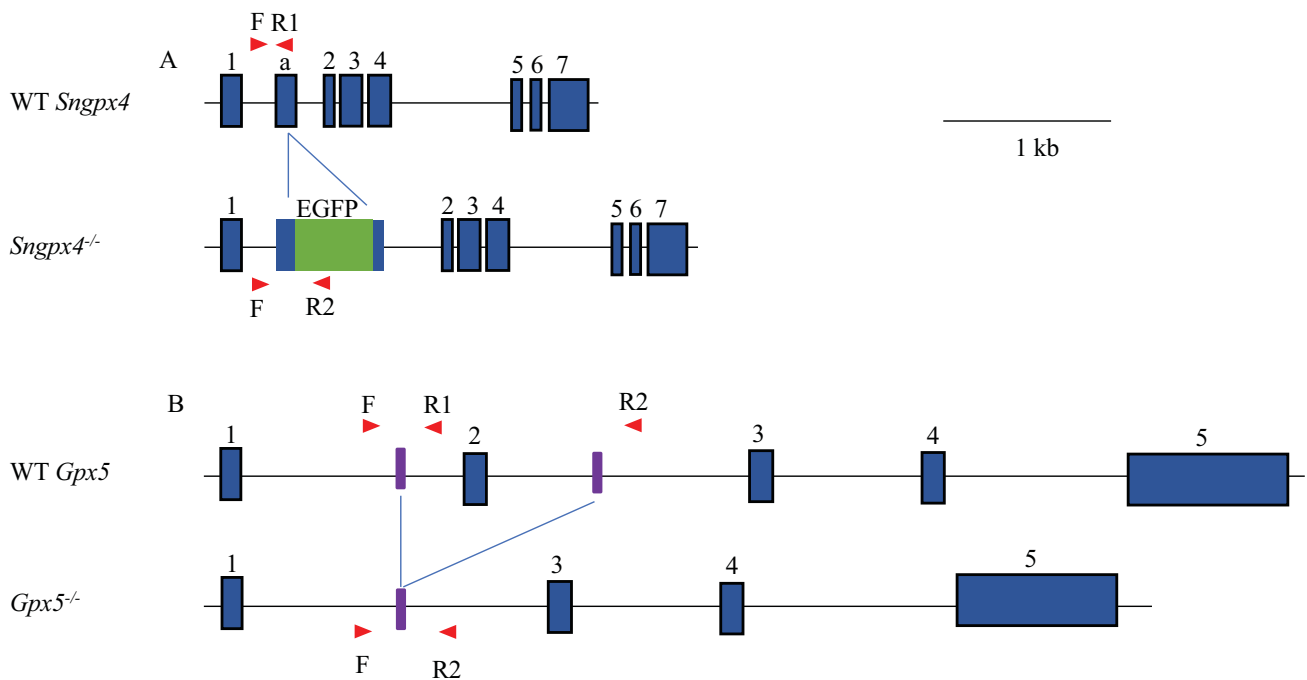 F R1
A 1 a 2 3 4 5 6 7
WT Sngpx4
1 kb
1 EGFP 2 3 4 5 6 7
Sngpx4-/-
F R2
B F R1 R2
1 2 3 4 5
WT Gpx5
1 3 4 5
Gpx5-/-
F R2